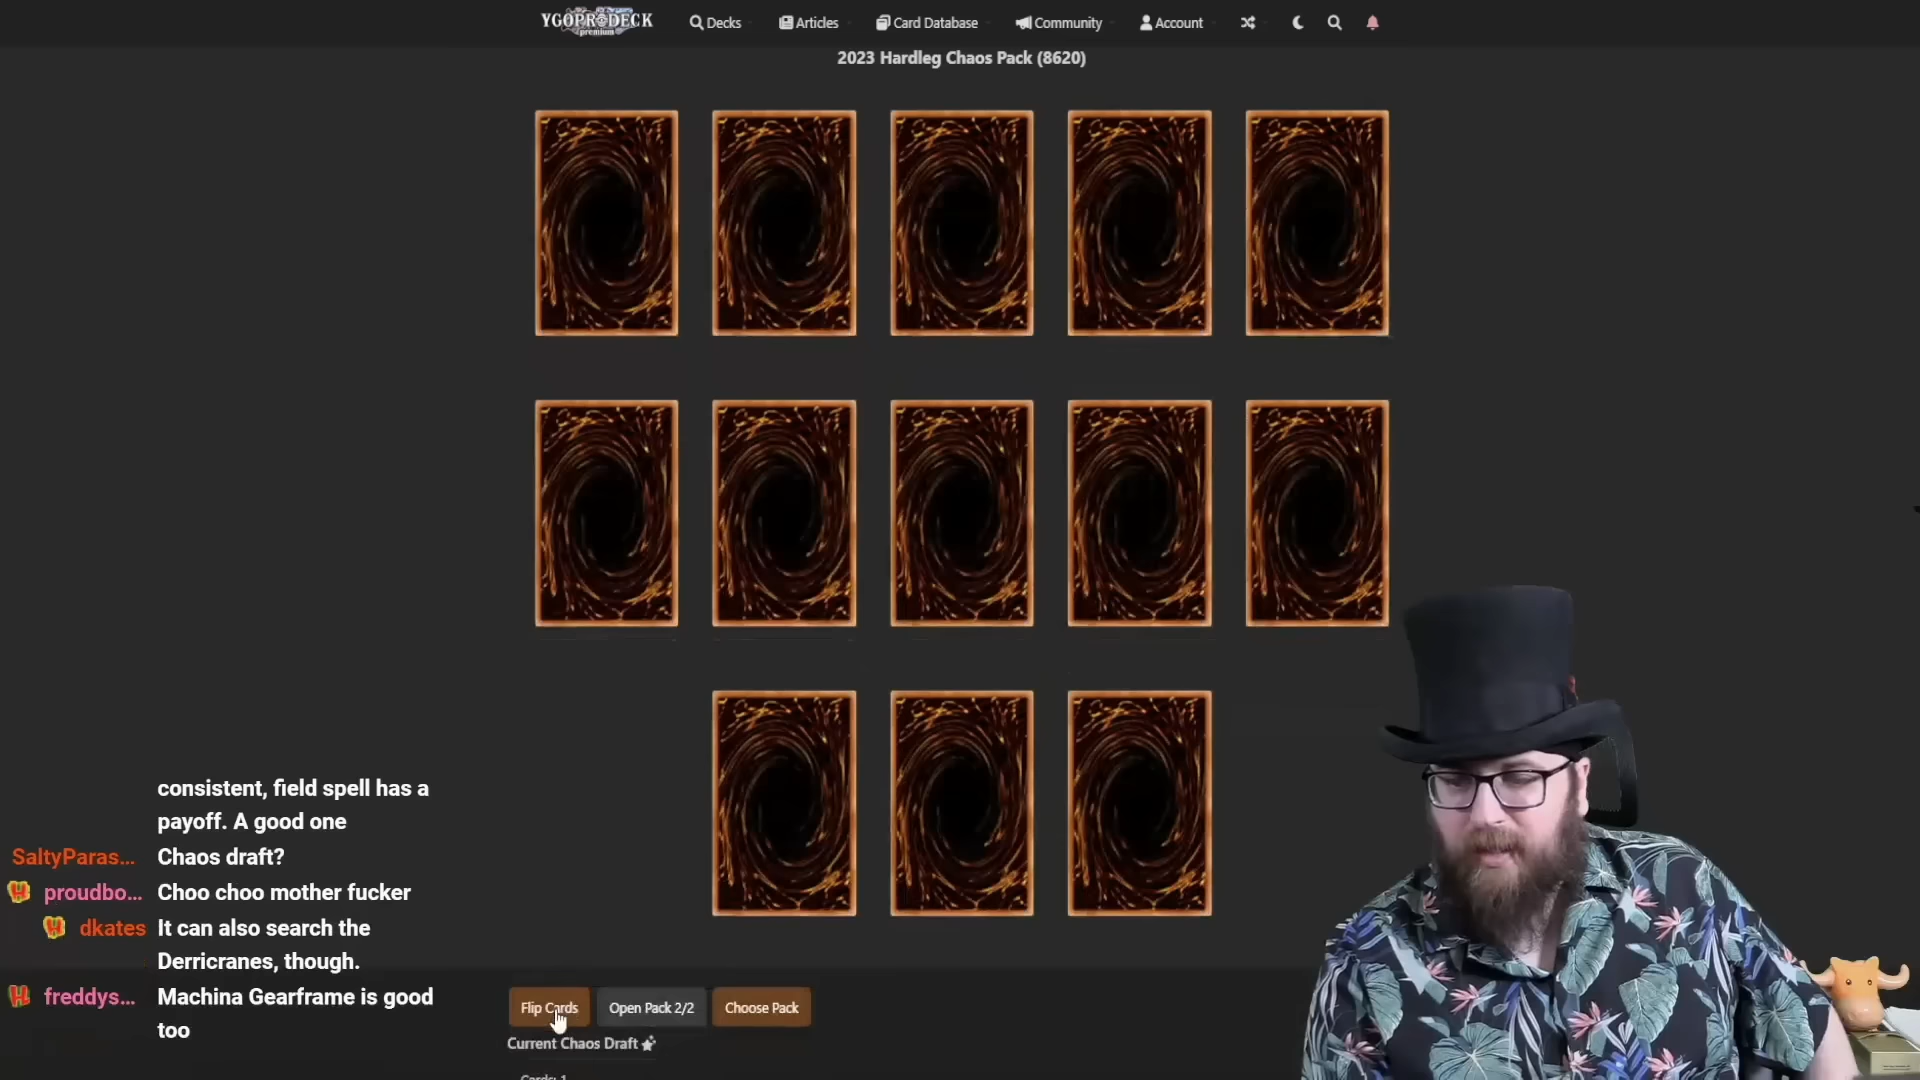 YGOPRODECK
premium
Decks
Articles
Card Database
Community
Account
2023 Hardleg Chaos Pack (8620)
consistent, field spell has a
payoff. A good one
SaltyParas... Chaos draft?
proudbo... Choo choo mother fucker
dkates It can also search the
Derricranes, though.
freddys... Machina Gearframe is good
too
Flip Cards
Open Pack 2/2
Choose Pack
Current Chaos Draft
Cards: 1